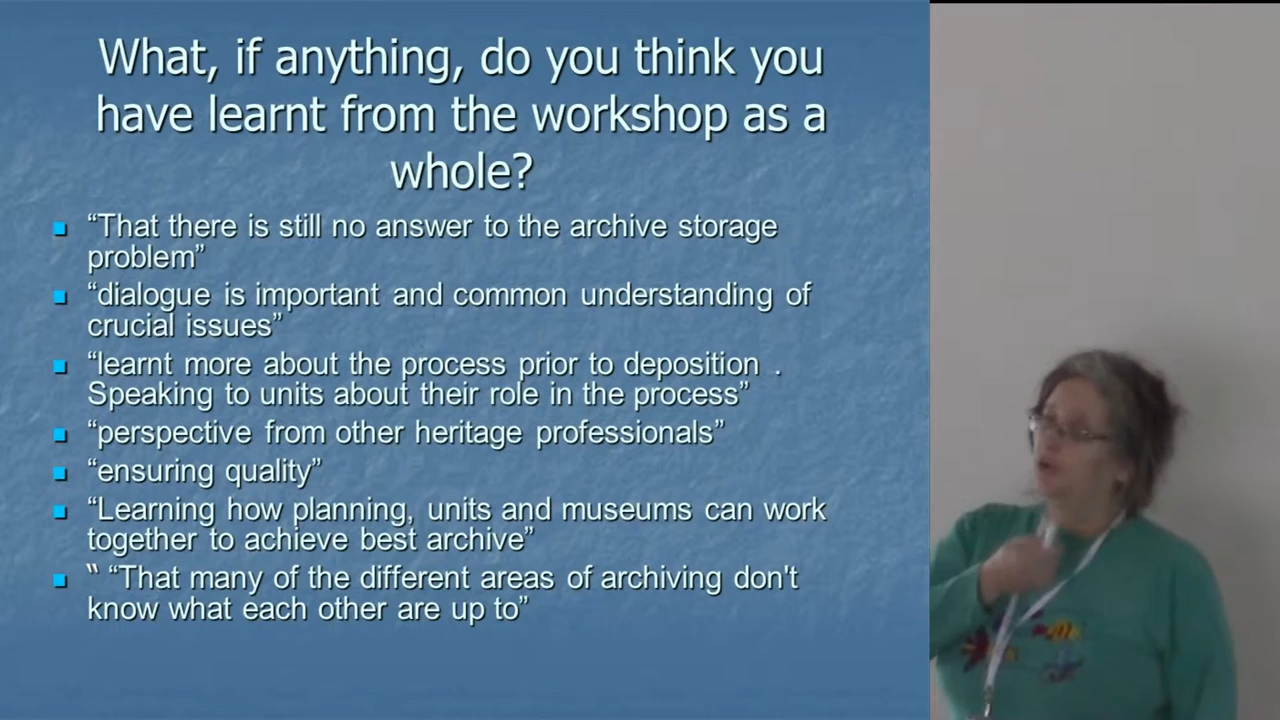 What, if anything, do you think you
have learnt from the workshop as a
whole?
“That there is still no answer to the archive storage
problem”
“dialogue is important and common understanding of
crucial issues”
“learnt more about the process prior to deposition .
Speaking to units about their role in the process”
“perspective from other heritage professionals”
“ensuring quality”
“Learning how planning, units and museums can work
together to achieve best archive”
“ “That many of the different areas of archiving don't
know what each other are up to”